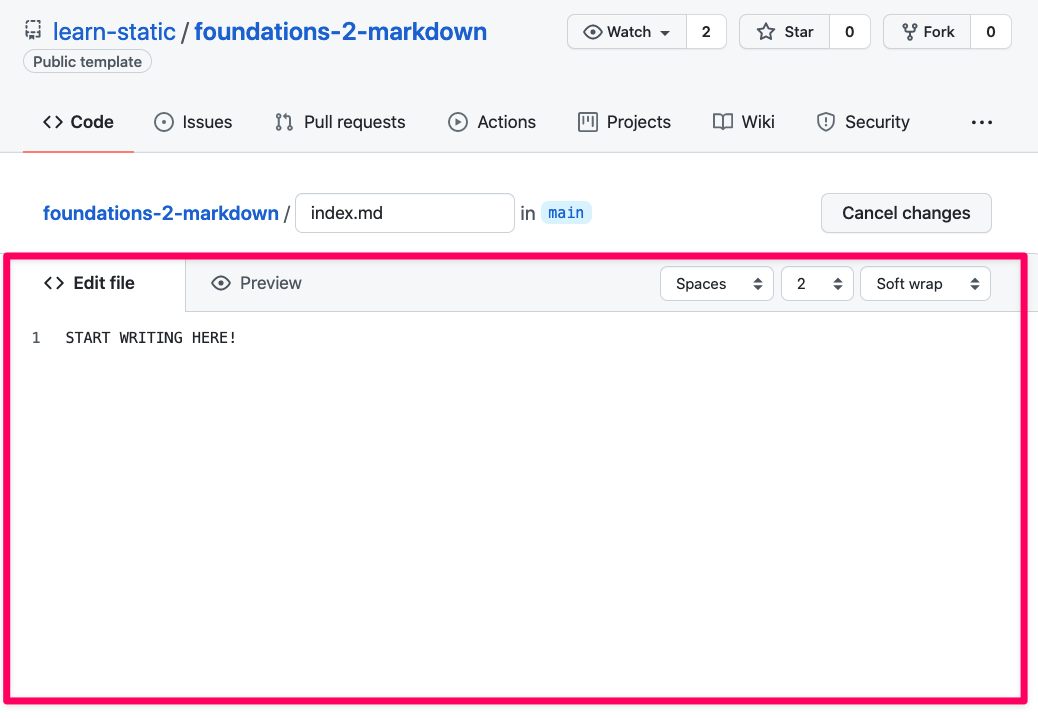 learn-static / foundations-2-markdown
Watch 2 Star 0 Fork 0
Public template
Code Issues Pull requests Actions Projects Wiki Security ...
foundations-2-markdown / index.md in main Cancel changes
Edit file Preview Spaces 2 Soft wrap
1 START WRITING HERE!